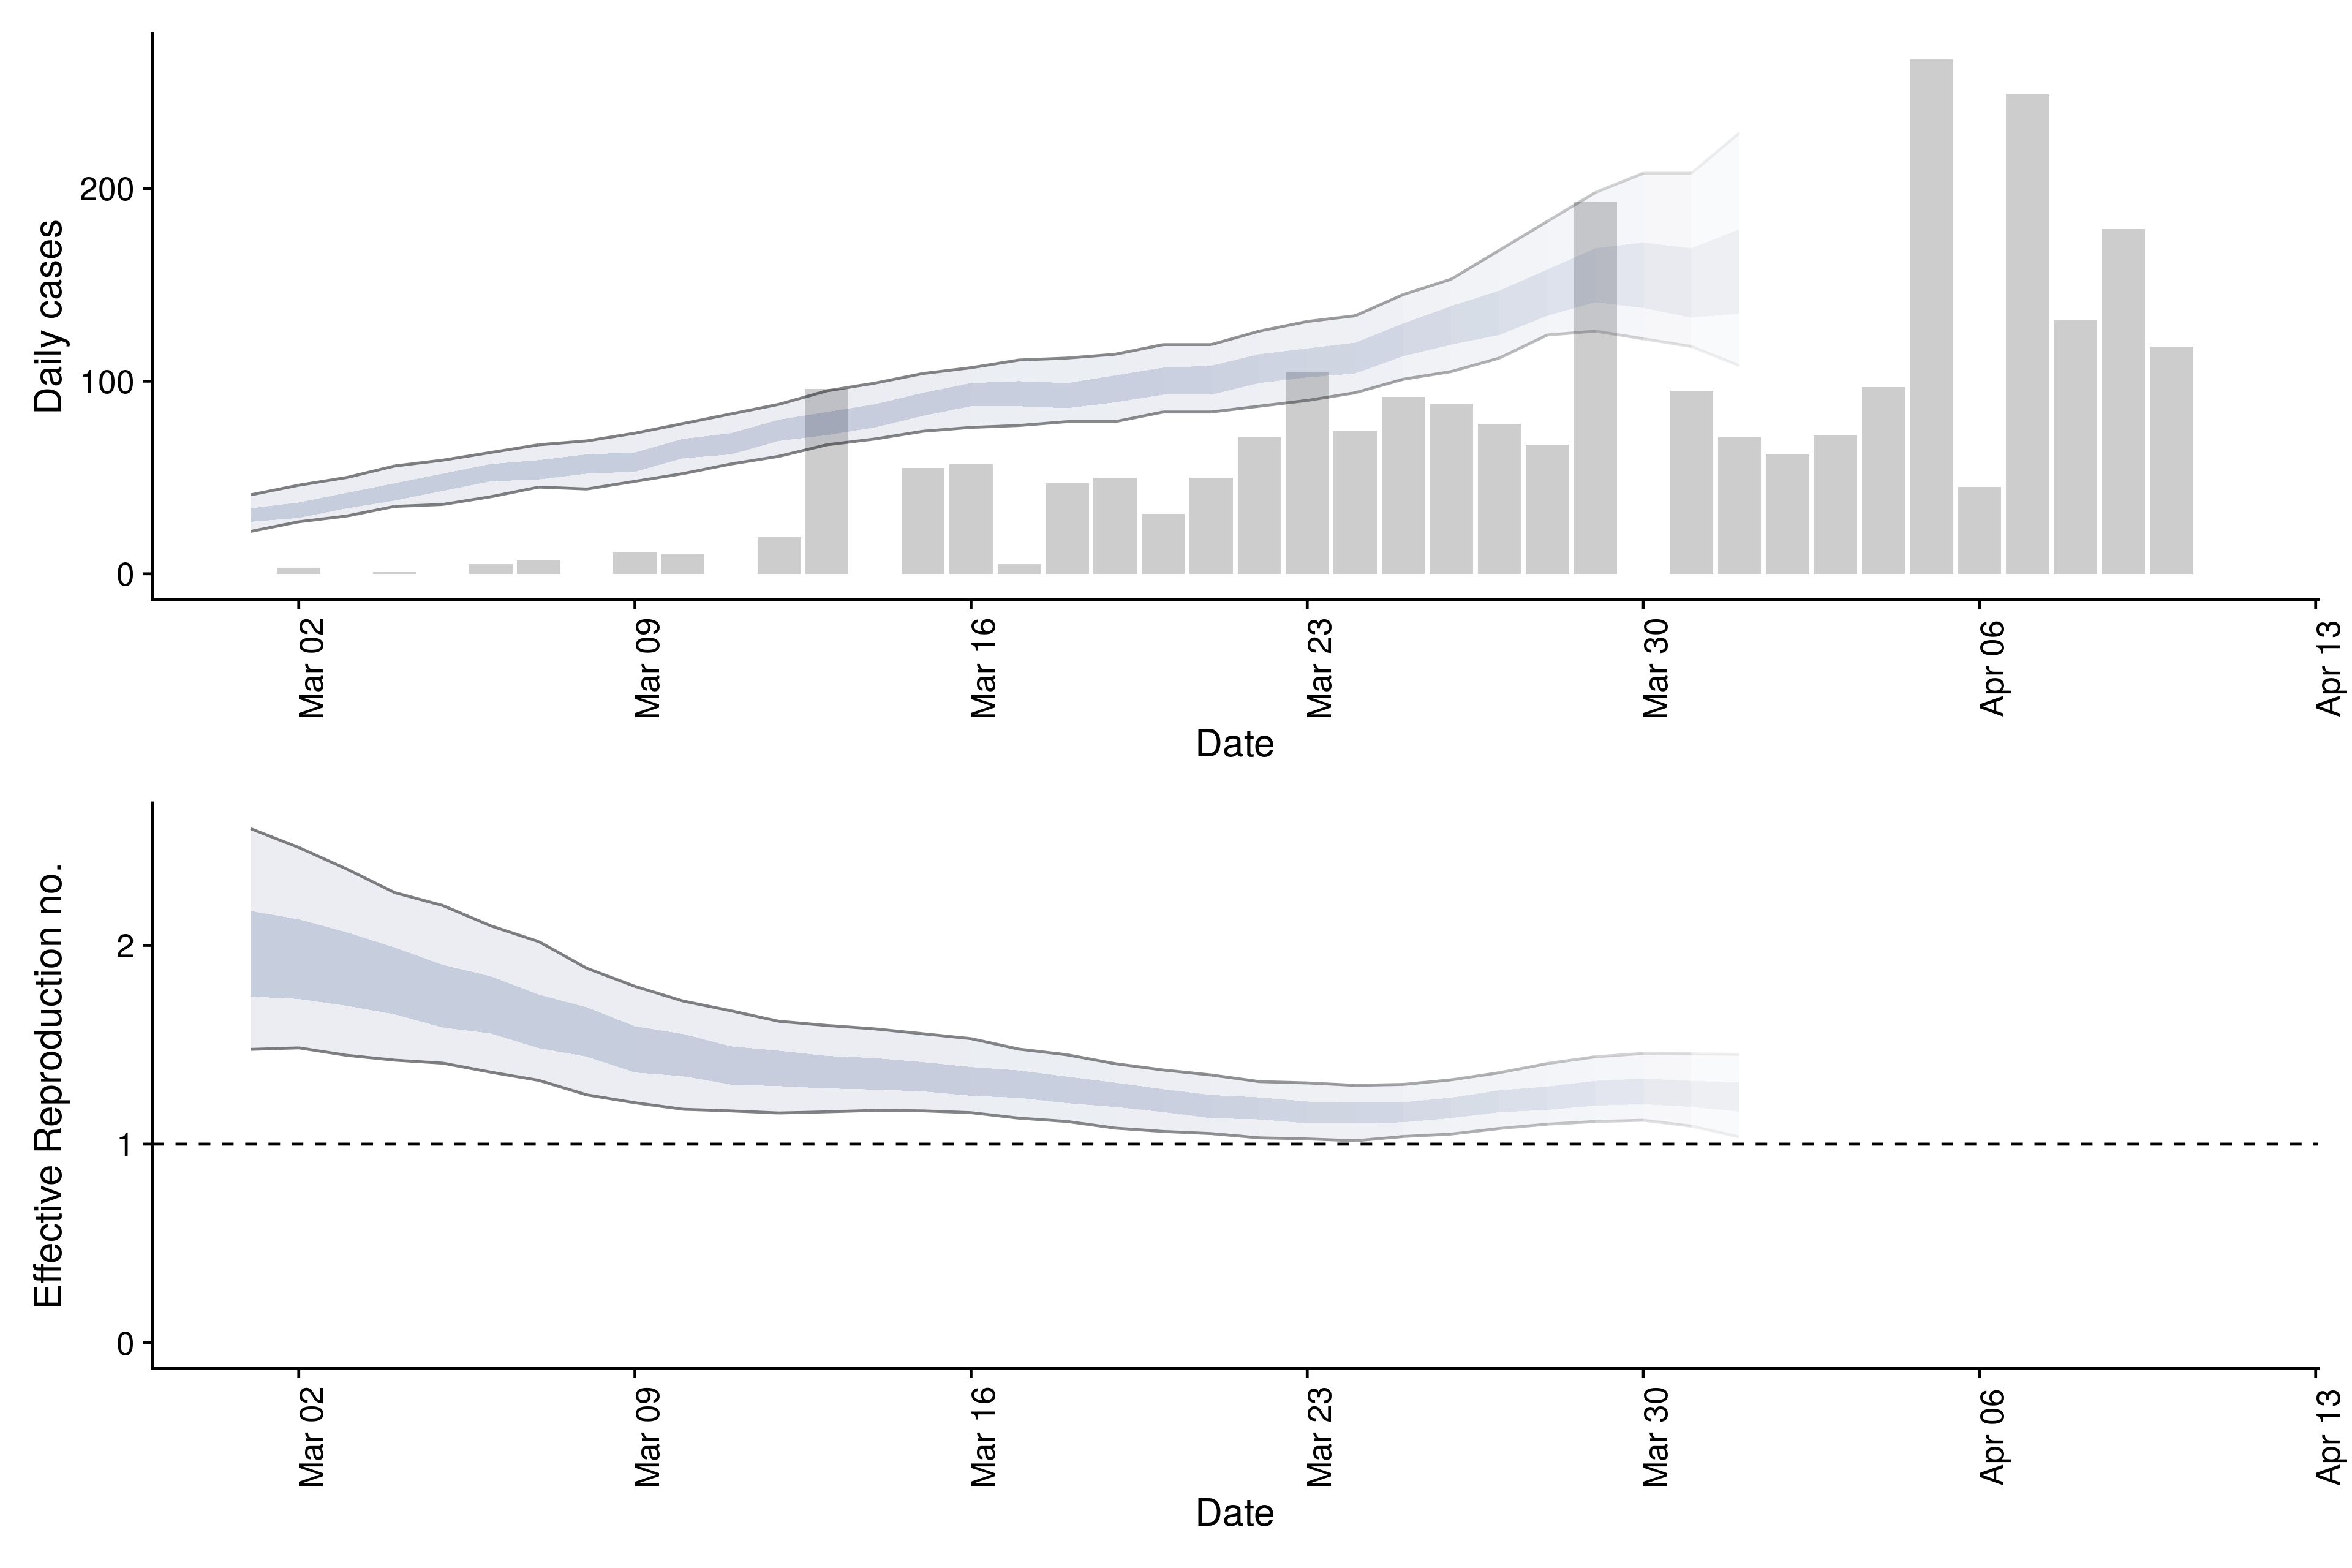 Daily cases
200
100
0
Mar 02
Mar 09
Mar 16
Mar 23
Mar 30
Apr 06
Apr 13
Date
Effective Reproduction no.
2
1
0
Mar 02
Mar 09
Mar 16
Mar 23
Mar 30
Apr 06
Apr 13
Date